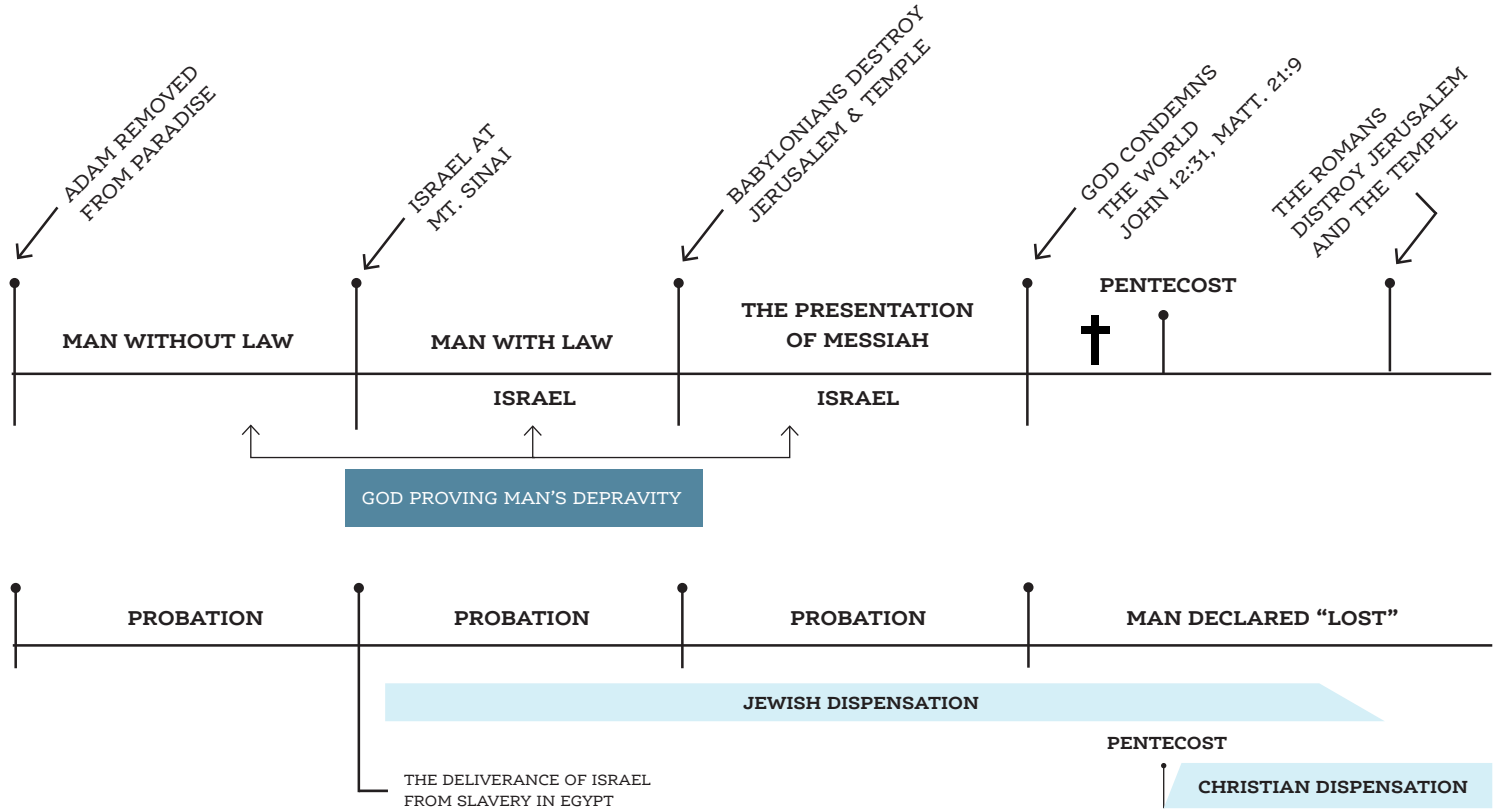 ADAM REMOVED
FROM PARADISE
ISRAEL AT
MT. SINAI
BABYLONIANS DESTROY
JERUSALEM & TEMPLE
GOD CONDEMNS
THE WORLD
JOHN 12:31, MATT. 21:9
THE ROMANS
DISTROY JERUSALEM
AND THE TEMPLE
MAN WITHOUT LAW
MAN WITH LAW
THE PRESENTATION
OF MESSIAH
PENTECOST
ISRAEL
ISRAEL
GOD PROVING MAN’S DEPRAVITY
PROBATION
PROBATION
PROBATION
MAN DECLARED “LOST”
JEWISH DISPENSATION
PENTECOST
CHRISTIAN DISPENSATION
THE DELIVERANCE OF ISRAEL
FROM SLAVERY IN EGYPT